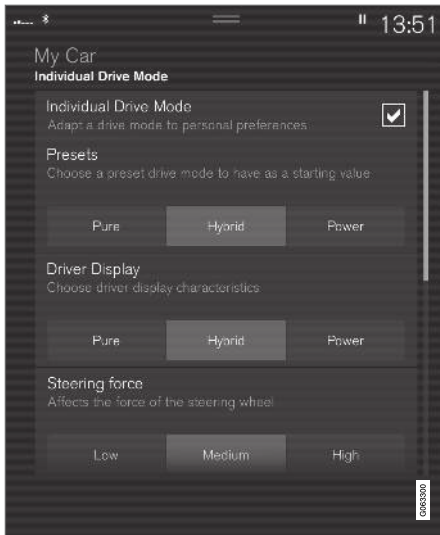 13:51
My Car
Individual Drive Mode
Individual Drive Mode
Adapt a drive mode to personal preferences
Presets
Choose a preset drive mode to have as a starting value
Pure Hybrid Power
Driver Display
Choose driver display characteristics
Pure Hybrid Power
Steering force
Affects the force of the steering wheel
Low Medium High
G063300